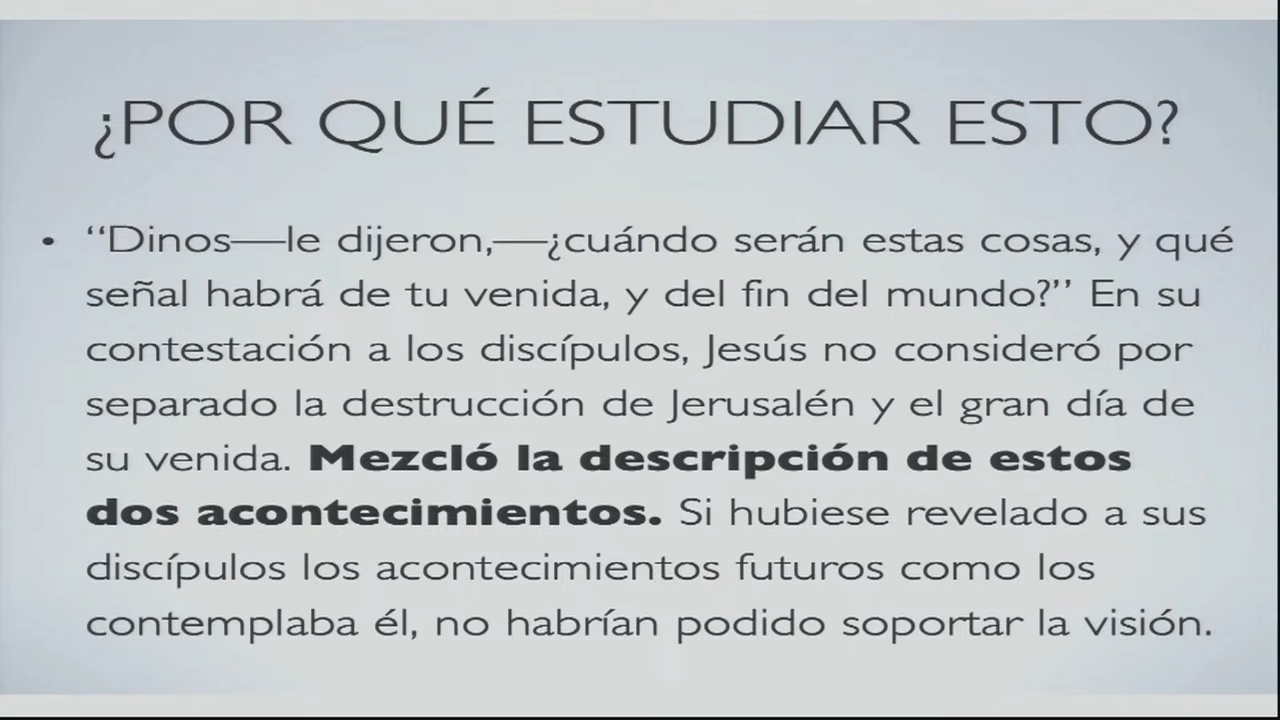 ¿POR QUÉ ESTUDIAR ESTO?
• “Dinos—le dijeron,—¿cuándo serán estas cosas, y qué
señal habrá de tu venida, y del fin del mundo?” En su
contestación a los discípulos, Jesús no consideró por
separado la destrucción de Jerusalén y el gran día de
su venida. Mezcló la descripción de estos
dos acontecimientos. Si hubiese revelado a sus
discípulos los acontecimientos futuros como los
contemplaba él, no habrían podido soportar la visión.